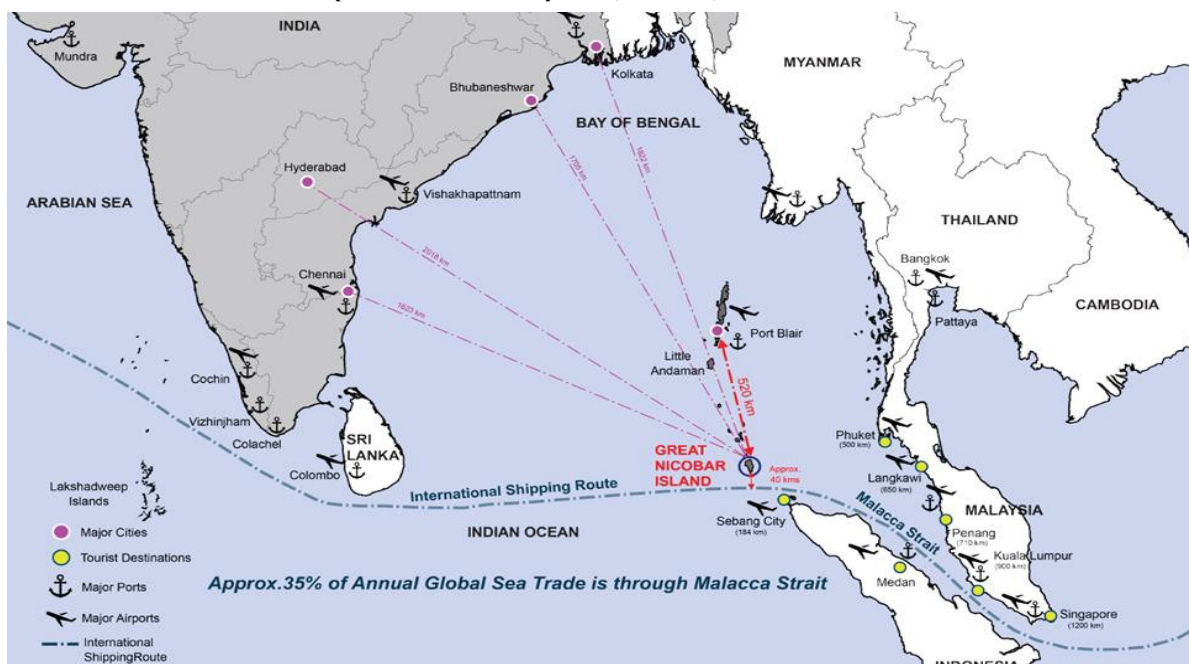 INDIA
Mundra
Kolkata
MYANMAR
Bhubaneshwar
BAY OF BENGAL
Hyderabad
Vishakhapattnam
ARABIAN SEA
THAILAND
1822 km
2018 km
Chennai
1623 km
Bangkok
CAMBODIA
Pattaya
Port Blair
Little
Andaman
520 km
Cochin
Vizhinjham
Colachel
SRI
LANKA
Colombo
Phuket
(500 km)
GREAT
NICOBAR
ISLAND
Approx.
40 kms
Langkawi
(650 km)
Lakshadweep
Islands
International Shipping Route
Malacca Strait
MALAYSIA
Sebang City
(184 km)
Penang
(710 km)
INDIAN OCEAN
Kuala Lumpur
(900 km)
Medan
Singapore
(1200 km)
Major Cities
Tourist Destinations
Major Ports
Major Airports
International
ShippingRoute
Approx.35% of Annual Global Sea Trade is through Malacca Strait